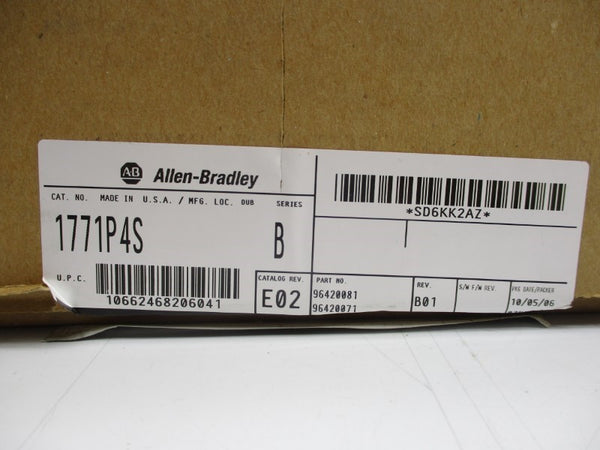 AB Allen-Bradley
CAT. NO. MADE IN U.S.A. / MFG. LOC. DUB SERIES
1771P4S B
*SD6KK2AZ*
U.P.C.
10662468206041
CATALOG REV.
E02
PART NO.
96420081
96420071
REV.
B01
S/W F/W REV.
PKG DATE/PACKER
10/05/06